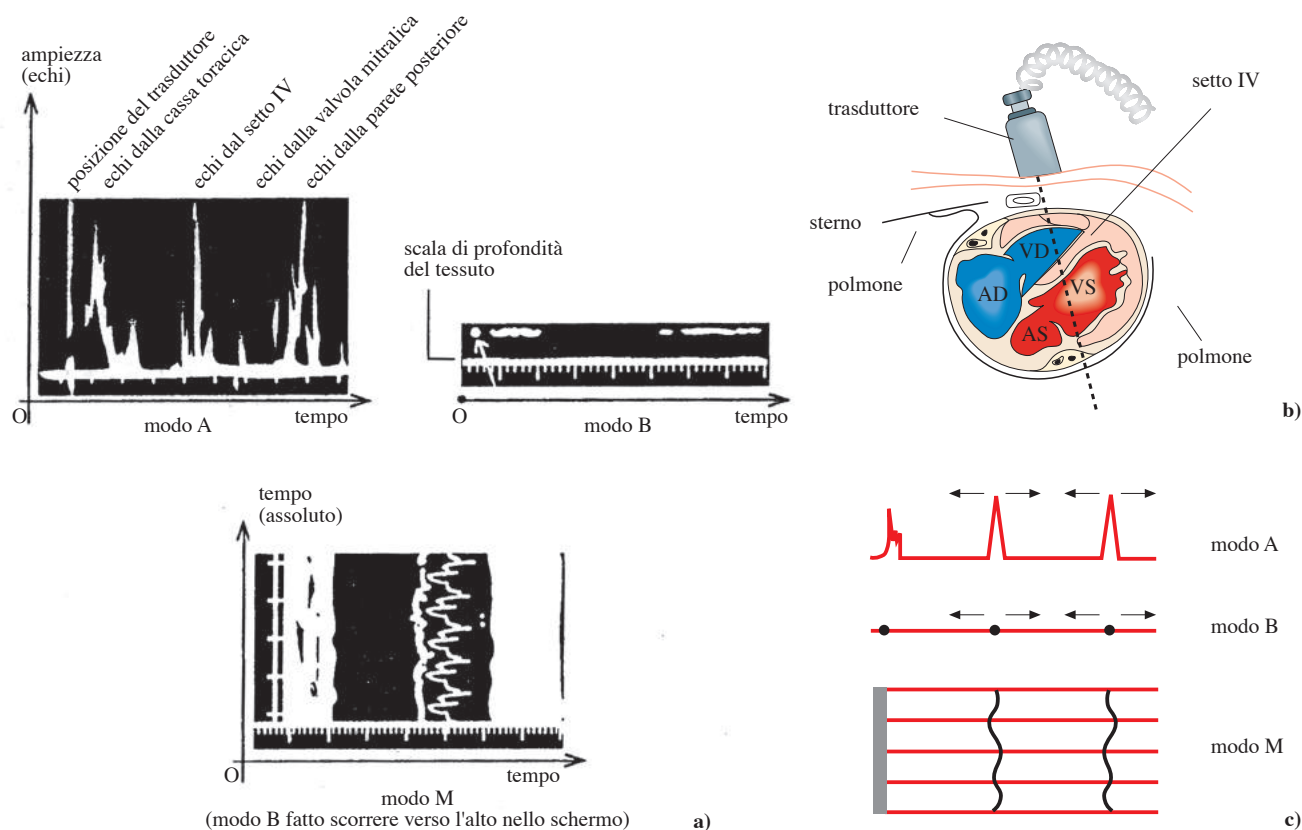 ampiezza
(echi)
posizione del trasduttore
echi dalla cassa toracica
echi dal setto IV
echi dalla valvola mitralica
echi dalla parete posteriore
O
modo A
tempo
scala di profondità
del tessuto
O
modo B
tempo
trasduttore
setto IV
sterno
polmone
VD
AD
VS
AS
polmone
b)
tempo
(assoluto)
O
tempo
modo M
(modo B fatto scorrere verso l'alto nello schermo)
a)
modo A
modo B
modo M
c)